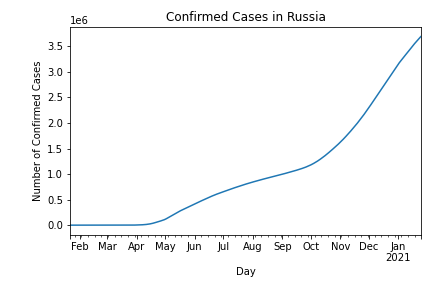 Confirmed Cases in Russia
1e6
Number of Confirmed Cases
3.5
3.0
2.5
2.0
1.5
1.0
0.5
0.0
Feb Mar Apr May Jun Jul Aug Sep Oct Nov Dec Jan
2021
Day